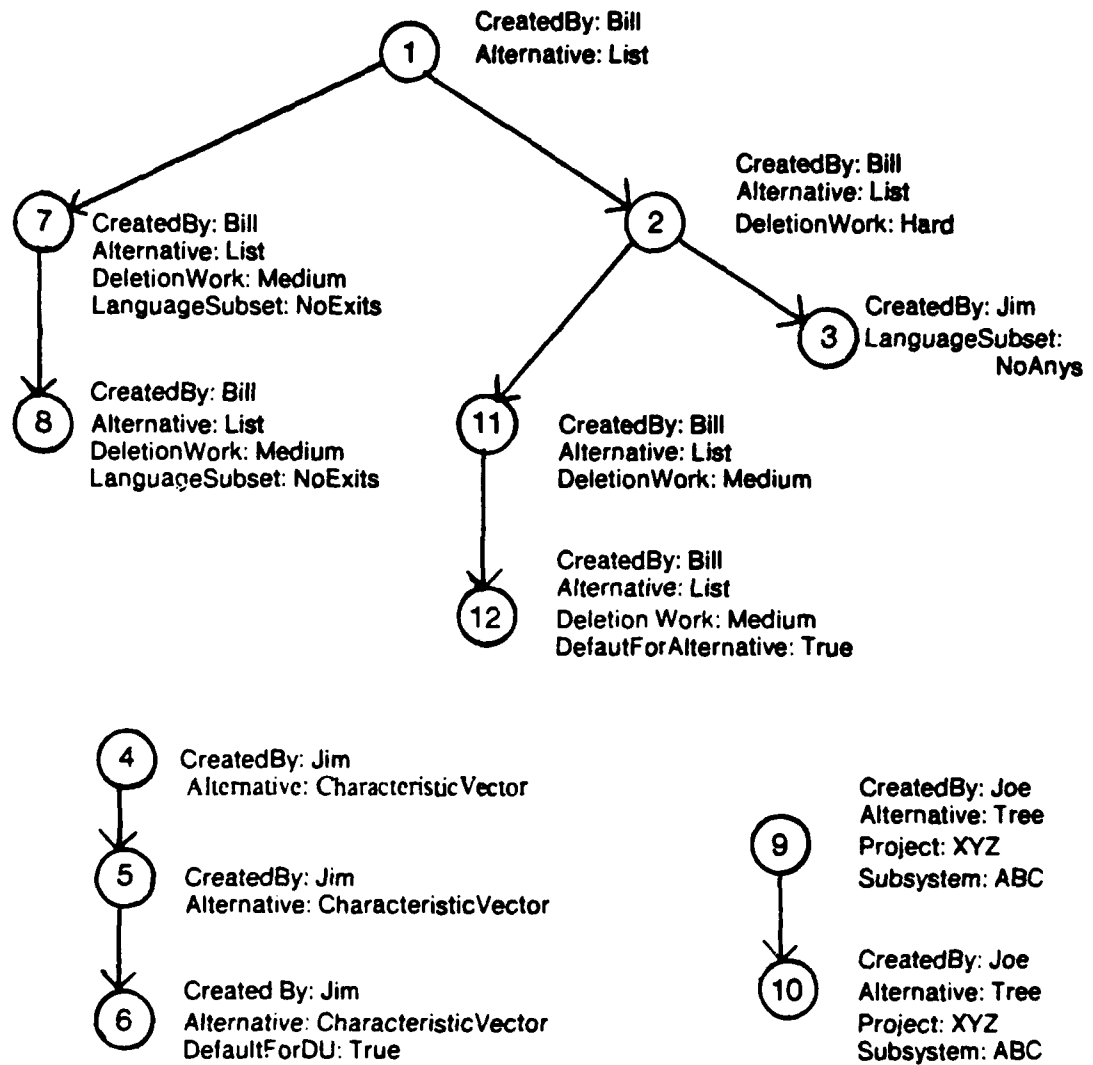 1
CreatedBy: Bill
Alternative: List
7
CreatedBy: Bill
Alternative: List
DeletionWork: Medium
LanguageSubset: NoExits
2
CreatedBy: Bill
Alternative: List
DeletionWork: Hard
3
CreatedBy: Jim
LanguageSubset:
NoAnys
8
CreatedBy: Bill
Alternative: List
DeletionWork: Medium
LanguageSubset: NoExits
11
CreatedBy: Bill
Alternative: List
DeletionWork: Medium
12
CreatedBy: Bill
Alternative: List
Deletion Work: Medium
DefautForAlternative: True
4
CreatedBy: Jim
Alternative: CharacteristicVector
5
CreatedBy: Jim
Alternative: CharacteristicVector
6
Created By: Jim
Alternative: CharacteristicVector
DefaultForDU: True
9
CreatedBy: Joe
Alternative: Tree
Project: XYZ
Subsystem: ABC
10
CreatedBy: Joe
Alternative: Tree
Project: XYZ
Subsystem: ABC